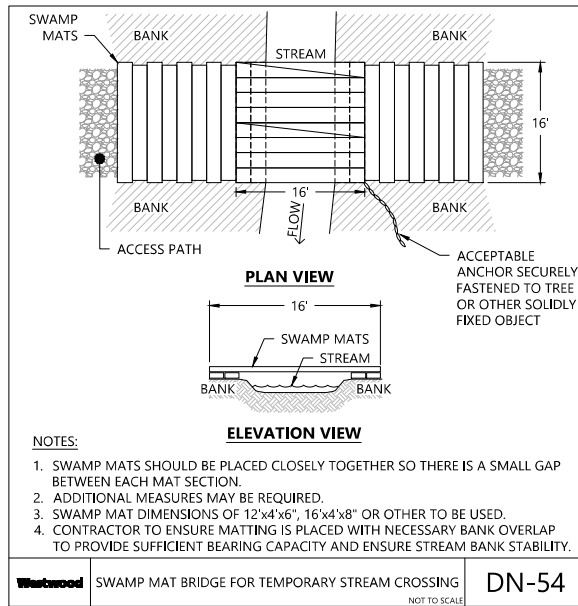 SWAMP
MATS
BANK
BANK
STREAM
16'
16'
BANK
BANK
FLOW
ACCESS PATH
ACCEPTABLE
ANCHOR SECURELY
FASTENED TO TREE
OR OTHER SOLIDLY
FIXED OBJECT
PLAN VIEW
16'
SWAMP MATS
STREAM
BANK
BANK
ELEVATION VIEW
NOTES:
1. SWAMP MATS SHOULD BE PLACED CLOSELY TOGETHER SO THERE IS A SMALL GAP
BETWEEN EACH MAT SECTION.
2. ADDITIONAL MEASURES MAY BE REQUIRED.
3. SWAMP MAT DIMENSIONS OF 12'x4'x6", 16'x4'x8" OR OTHER TO BE USED.
4. CONTRACTOR TO ENSURE MATTING IS PLACED WITH NECESSARY BANK OVERLAP
TO PROVIDE SUFFICIENT BEARING CAPACITY AND ENSURE STREAM BANK STABILITY.
Westwood
SWAMP MAT BRIDGE FOR TEMPORARY STREAM CROSSING
NOT TO SCALE
DN-54